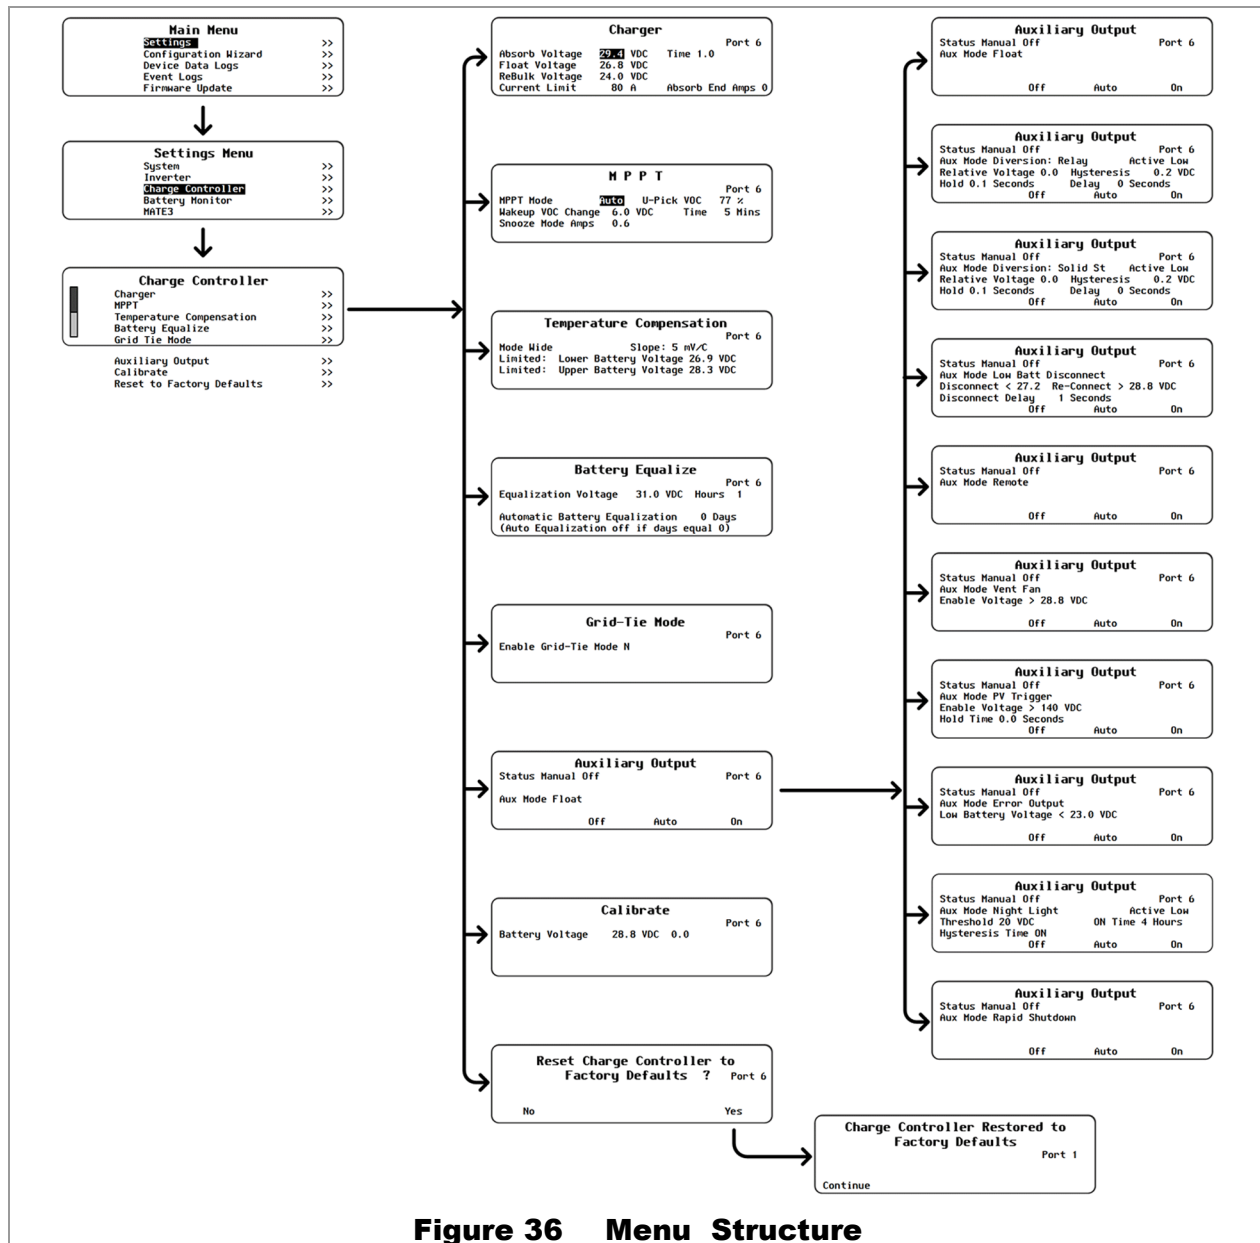 Main Menu
Settings >>
Configuration Wizard >>
Device Data Logs >>
Event Logs >>
Firmware Update >>
Settings Menu
System >>
Inverter >>
Charge Controller >>
Battery Monitor >>
MATE3 >>
Charge Controller
Charger >>
MPPT >>
Temperature Compensation >>
Battery Equalize >>
Grid Tie Mode >>
Auxiliary Output >>
Calibrate >>
Reset to Factory Defaults >>
Charger
Port 6
Absorb Voltage 29.4 VDC Time 1.0
Float Voltage 26.8 VDC
ReBulk Voltage 24.0 VDC
Current Limit 80 A Absorb End Amps 0
M P P T
Port 6
MPPT Mode Auto U-Pick VOC 77 %
Wakeup VOC Change 6.0 VDC Time 5 Mins
Snooze Mode Amps 0.6
Temperature Compensation
Port 6
Mode Wide Slope: 5 mV/C
Limited: Lower Battery Voltage 26.9 VDC
Limited: Upper Battery Voltage 28.3 VDC
Battery Equalize
Port 6
Equalization Voltage 31.0 VDC Hours 1
Automatic Battery Equalization 0 Days
(Auto Equalization off if days equal 0)
Grid-Tie Mode
Port 6
Enable Grid-Tie Mode N
Auxiliary Output
Status Manual Off Port 6
Aux Mode Float
Off Auto On
Calibrate
Port 6
Battery Voltage 28.8 VDC 0.0
Reset Charge Controller to
Factory Defaults ? Port 6
No Yes
Charge Controller Restored to
Factory Defaults
Port 1
Continue
Auxiliary Output
Status Manual Off Port 6
Aux Mode Float
Off Auto On
Auxiliary Output
Status Manual Off Port 6
Aux Mode Diversion: Relay Active Low
Relative Voltage 0.0 Hysteresis 0.2 VDC
Hold 0.1 Seconds Delay 0 Seconds
Off Auto On
Auxiliary Output
Status Manual Off Port 6
Aux Mode Diversion: Solid St Active Low
Relative Voltage 0.0 Hysteresis 0.2 VDC
Hold 0.1 Seconds Delay 0 Seconds
Off Auto On
Auxiliary Output
Status Manual Off Port 6
Aux Mode Low Batt Disconnect
Disconnect < 27.2 Re-Connect > 28.8 VDC
Disconnect Delay 1 Seconds
Off Auto On
Auxiliary Output
Status Manual Off Port 6
Aux Mode Remote
Off Auto On
Auxiliary Output
Status Manual Off Port 6
Aux Mode Vent Fan
Enable Voltage > 28.8 VDC
Off Auto On
Auxiliary Output
Status Manual Off Port 6
Aux Mode PV Trigger
Enable Voltage > 140 VDC
Hold Time 0.0 Seconds
Off Auto On
Auxiliary Output
Status Manual Off Port 6
Aux Mode Error Output
Low Battery Voltage < 23.0 VDC
Off Auto On
Auxiliary Output
Status Manual Off Port 6
Aux Mode Night Light Active Low
Threshold 20 VDC ON Time 4 Hours
Hysteresis Time ON
Off Auto On
Auxiliary Output
Status Manual Off Port 6
Aux Mode Rapid Shutdown
Off Auto On
Figure 36 Menu Structure